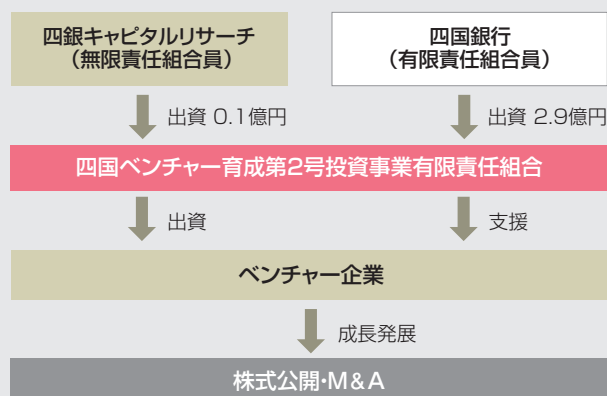 四銀キャピタルリサーチ
（無限責任組合員）
四国銀行
（有限責任組合員）
出資 0.1億円
出資 2.9億円
四国ベンチャー育成第2号投資事業有限責任組合
出資
支援
ベンチャー企業
成長発展
株式公開・M&A